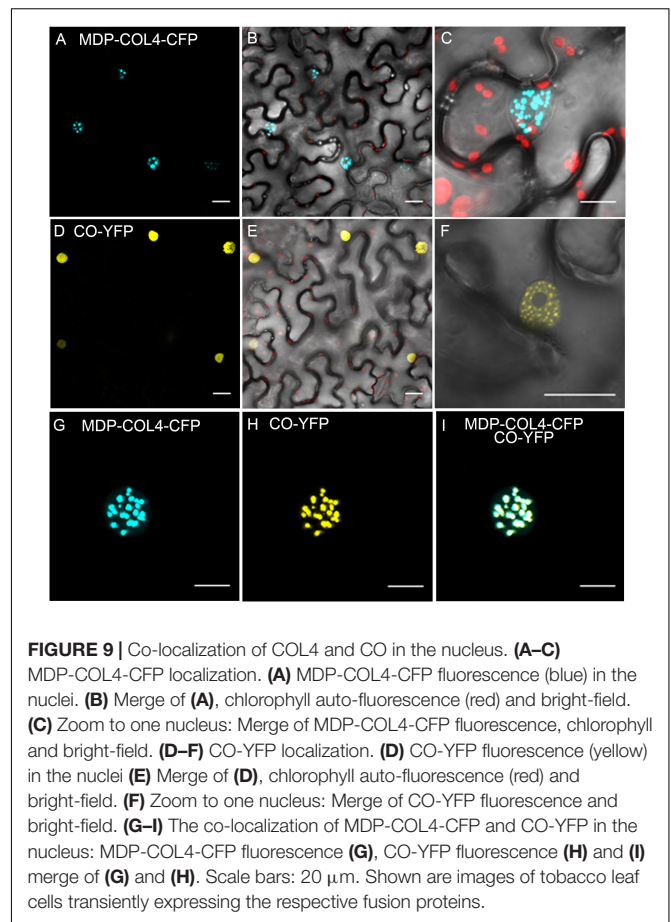 A MDP-COL4-CFP
B
C
D CO-YFP
E
F
G MDP-COL4-CFP
H CO-YFP
I MDP-COL4-CFP
CO-YFP
FIGURE 9 | Co-localization of COL4 and CO in the nucleus. (A–C)
MDP-COL4-CFP localization. (A) MDP-COL4-CFP fluorescence (blue) in the
nuclei. (B) Merge of (A), chlorophyll auto-fluorescence (red) and bright-field.
(C) Zoom to one nucleus: Merge of MDP-COL4-CFP fluorescence, chlorophyll
and bright-field. (D–F) CO-YFP localization. (D) CO-YFP fluorescence (yellow)
in the nuclei (E) Merge of (D), chlorophyll auto-fluorescence (red) and
bright-field. (F) Zoom to one nucleus: Merge of CO-YFP fluorescence and
bright-field. (G–I) The co-localization of MDP-COL4-CFP and CO-YFP in the
nucleus: MDP-COL4-CFP fluorescence (G), CO-YFP fluorescence (H) and (I)
merge of (G) and (H). Scale bars: 20 μm. Shown are images of tobacco leaf
cells transiently expressing the respective fusion proteins.